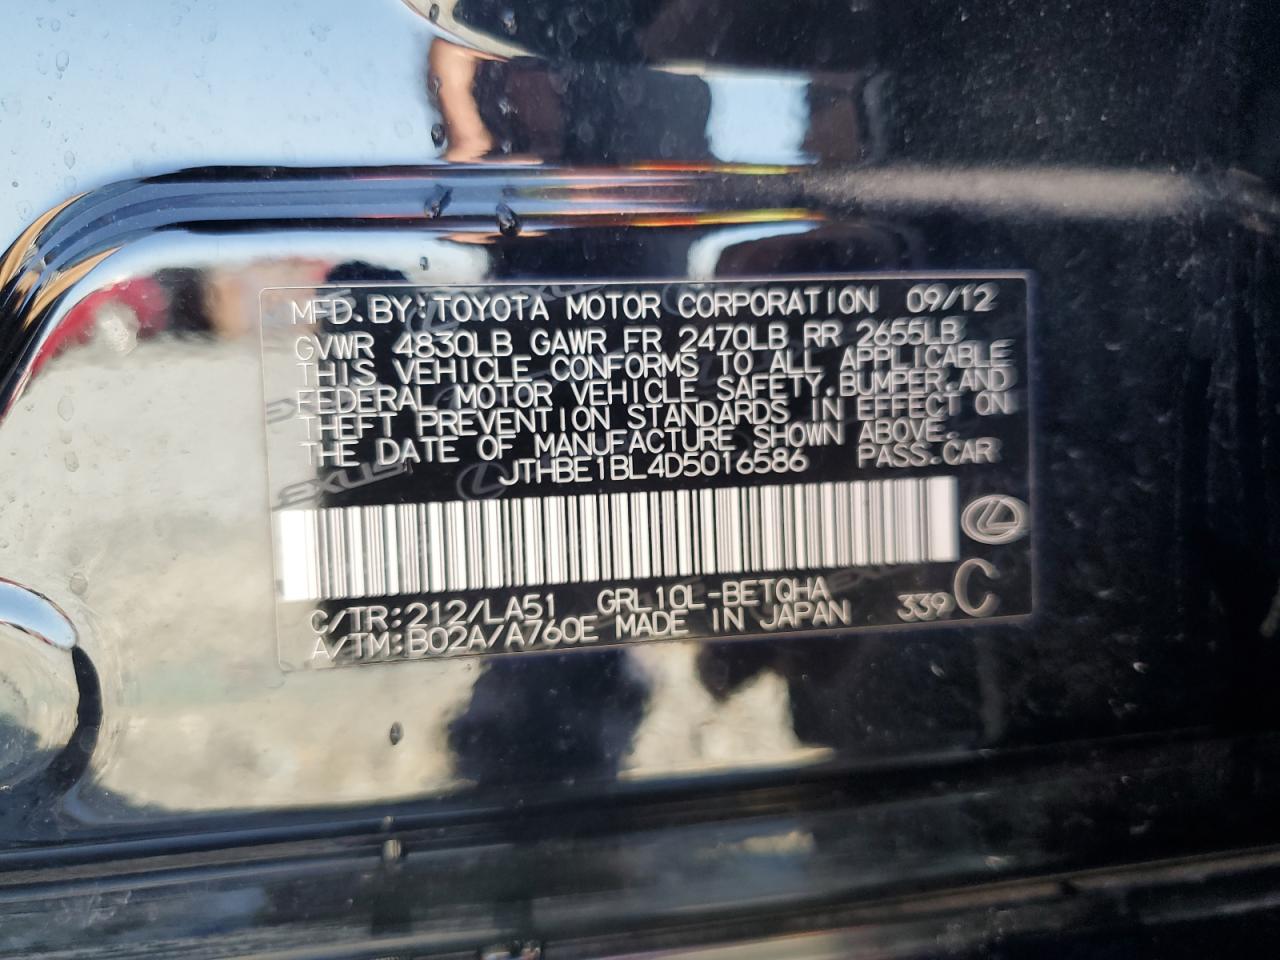 MFD.BY:TOYOTA MOTOR CORPORATION 09/12
GVWR 4830LB GAWR FR 2470LB RR 2655LB
THIS VEHICLE CONFORMS TO ALL APPLICABLE
FEDERAL MOTOR VEHICLE SAFETY,BUMPER,AND
THEFT PREVENTION STANDARDS IN EFFECT ON
THE DATE OF MANUFACTURE SHOWN ABOVE.
JTHBE1BL4D5016586 PASS.CAR
C/TR:212/LA51 GRL10L-BETQHA 339 C
A/TM:B02A/A760E MADE IN JAPAN